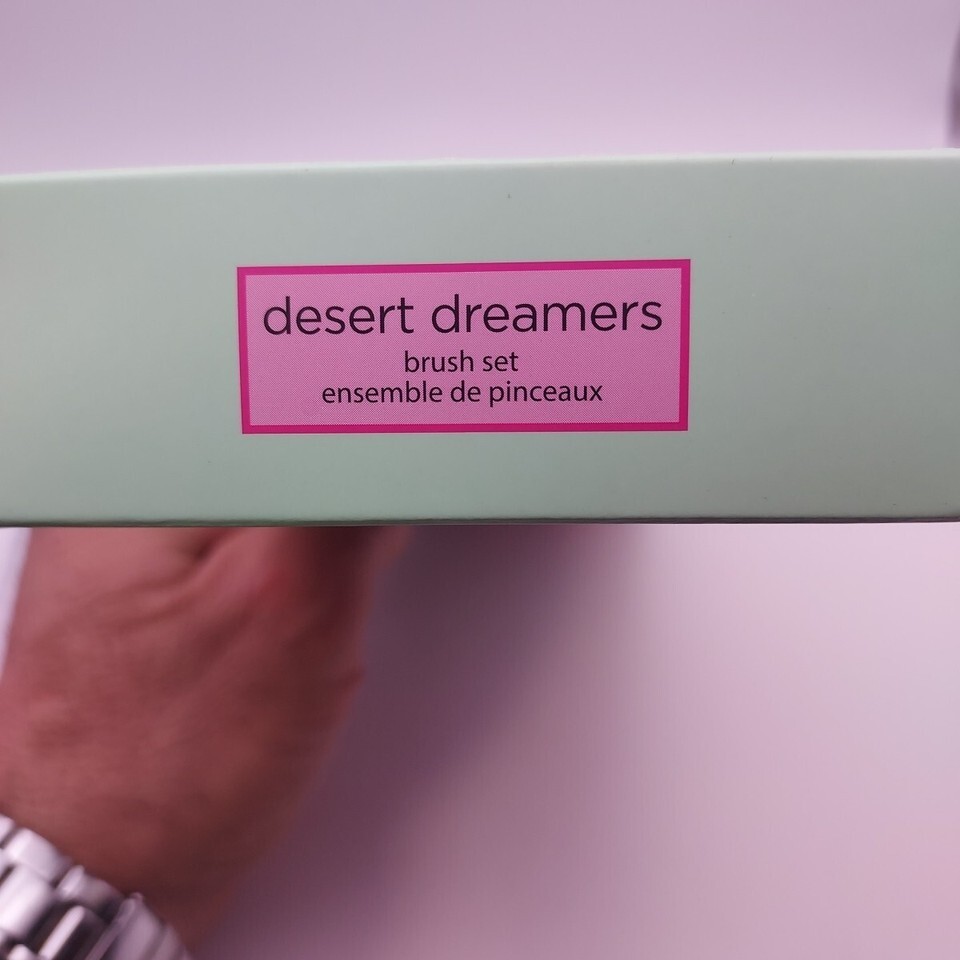 desert dreamers
brush set
ensemble de pinceaux